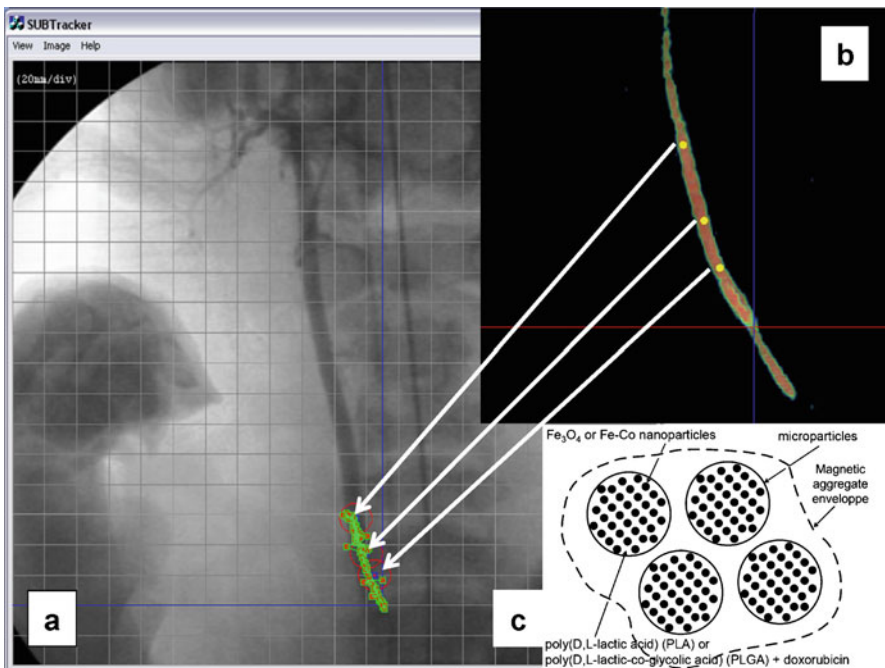 SUBTracker
View Image Help
(20mm/div)
a
b
c
Fe₃O₄ or Fe-Co nanoparticles
microparticles
Magnetic
aggregate
enveloppe
poly(D,L-lactic acid) (PLA) or
poly(D,L-lactic-co-glycolic acid) (PLGA) + doxorubicin